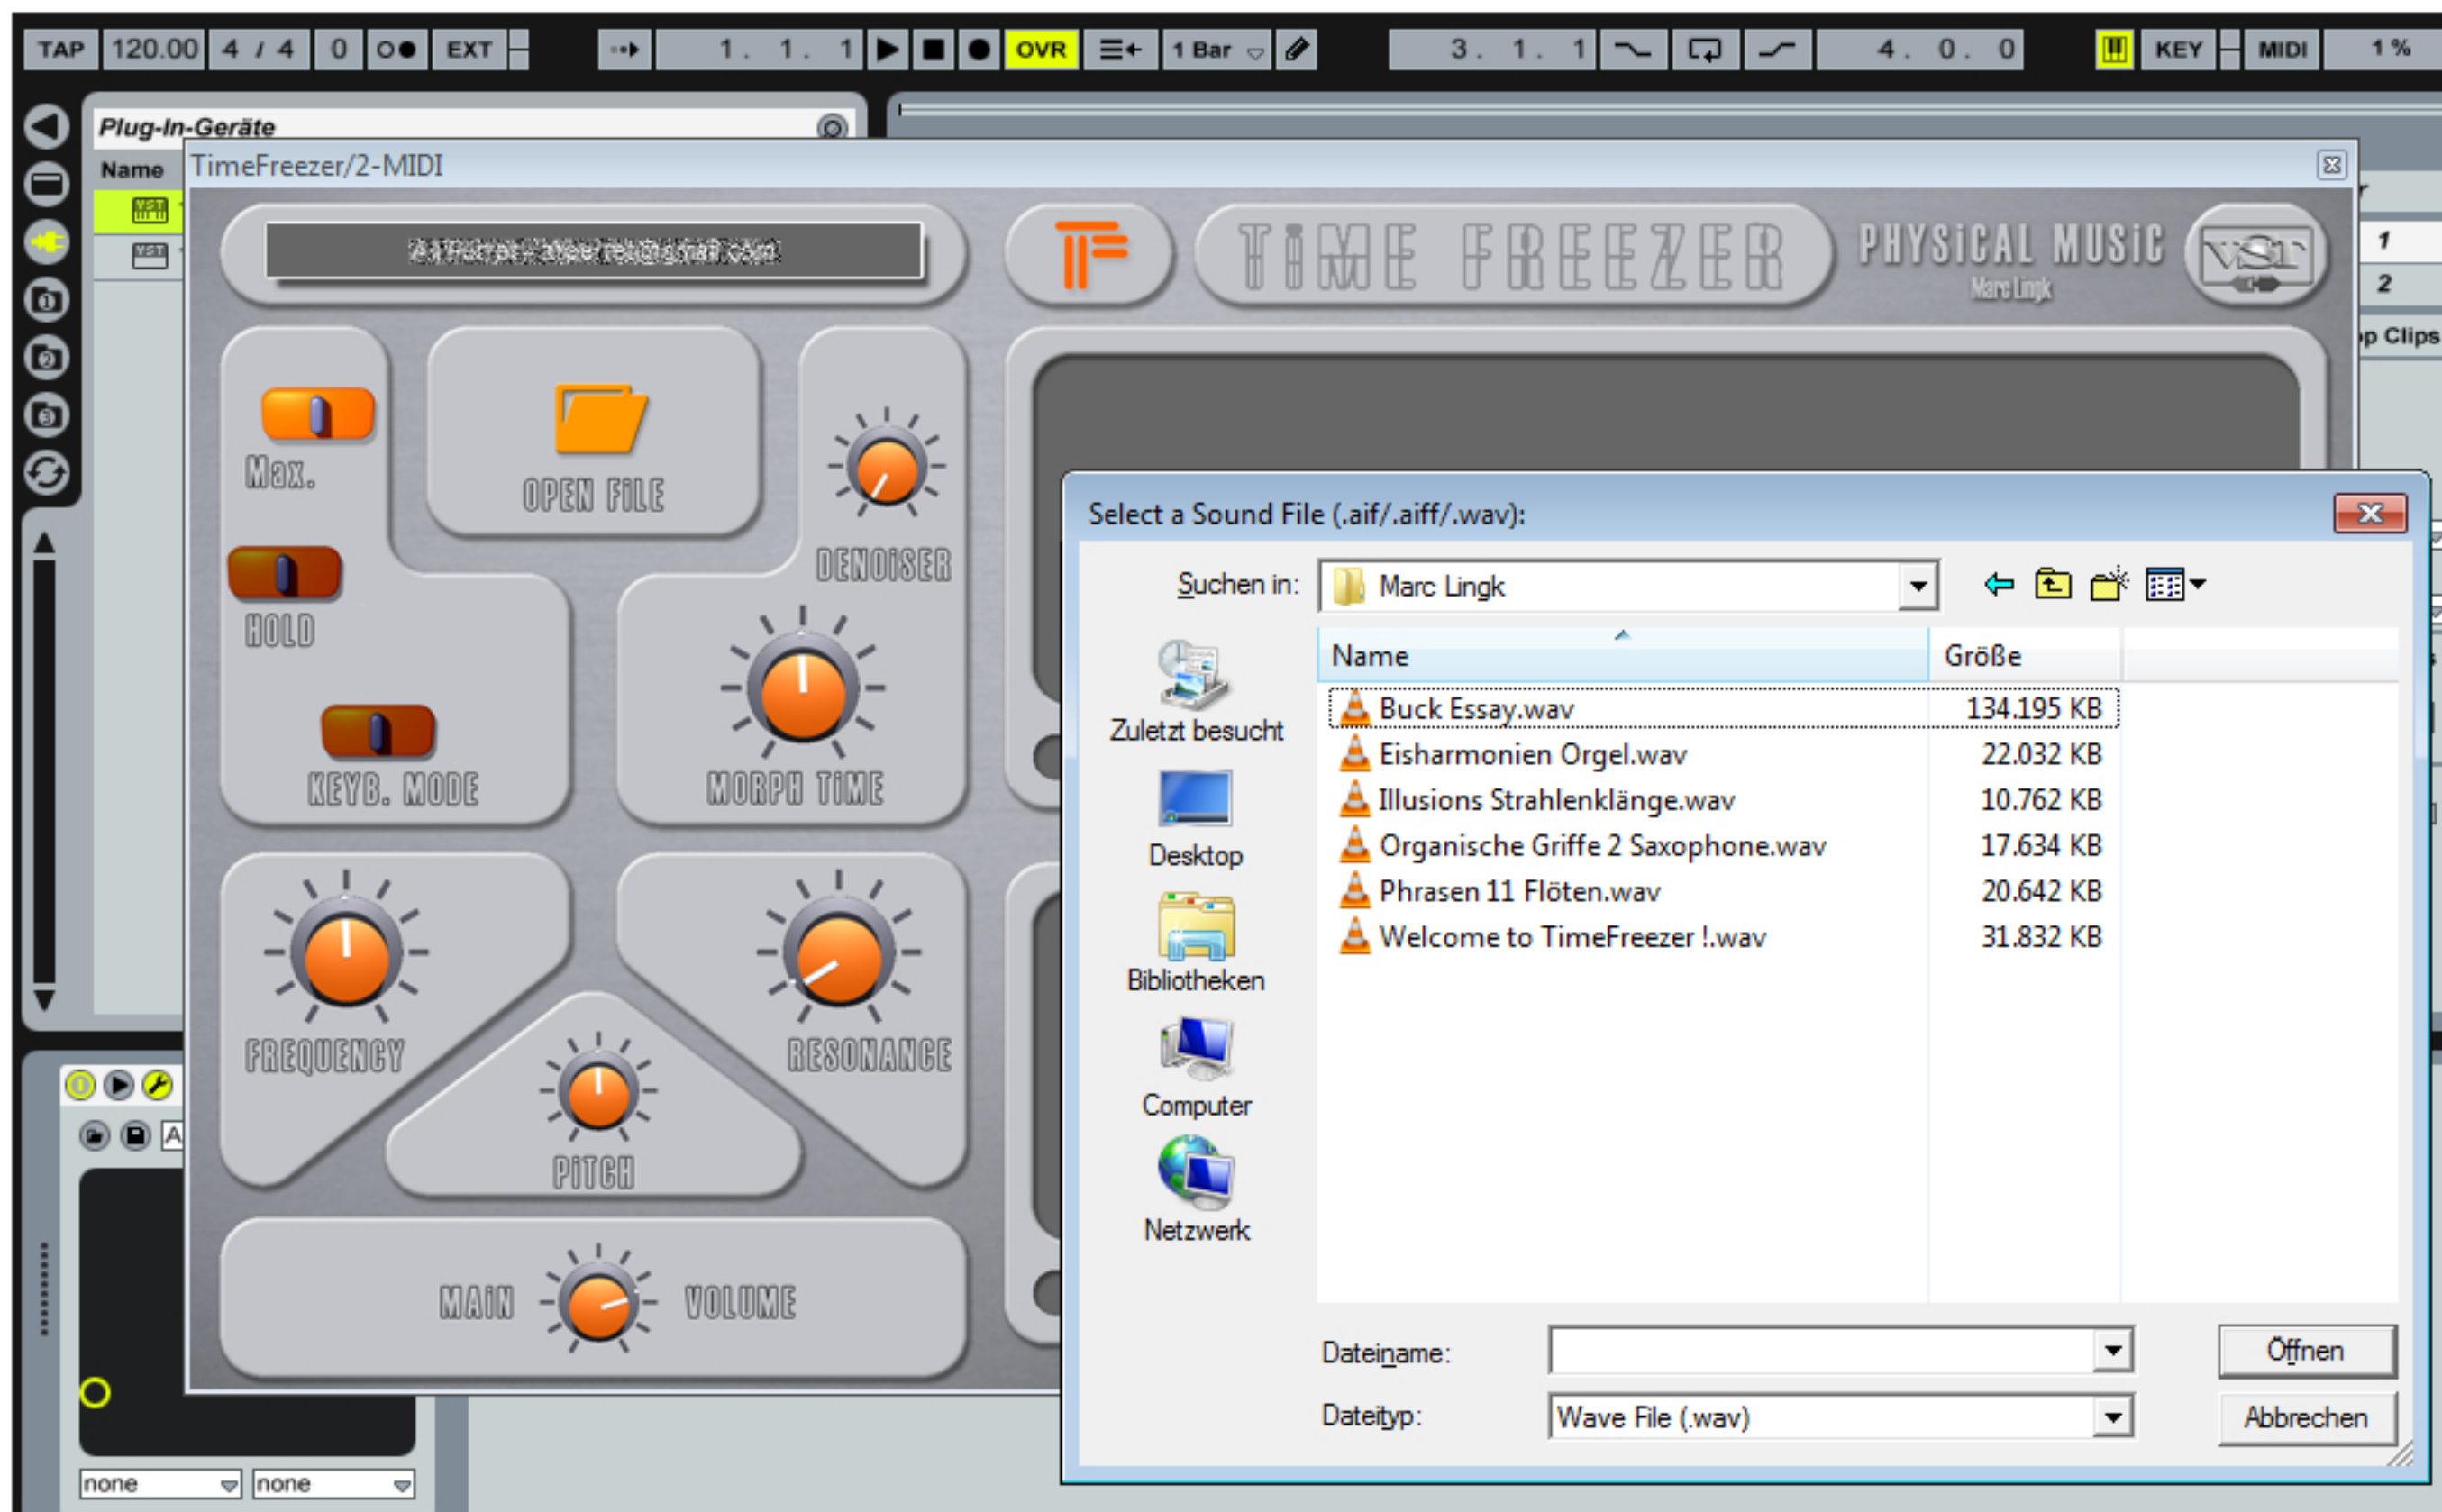 TAP 120.00 4 / 4 0 EXT 1. 1. 1 OVR 1 Bar 3. 1. 1 4. 0. 0 KEY MIDI 1 %
Plug-In-Geräte
Name
TimeFreezer/2-MIDI
TiME FREEZER
PHYSiCAL MUSiC
Marc Lingk
VST
1
2
op Clips
Max.
OPEN FiLE
DENOiSER
HOLD
KEYB. MODE
MORPH TiME
FREQUENCY
RESONANCE
PiTCH
MAiN VOLUME
A
none
none
Select a Sound File (.aif/.aiff/.wav):
Suchen in: Marc Lingk
Name Größe
Buck Essay.wav 134.195 KB
Eisharmonien Orgel.wav 22.032 KB
Illusions Strahlenklänge.wav 10.762 KB
Organische Griffe 2 Saxophone.wav 17.634 KB
Phrasen 11 Flöten.wav 20.642 KB
Welcome to TimeFreezer !.wav 31.832 KB
Zuletzt besucht
Desktop
Bibliotheken
Computer
Netzwerk
Dateiname:
Öffnen
Dateityp: Wave File (.wav)
Abbrechen